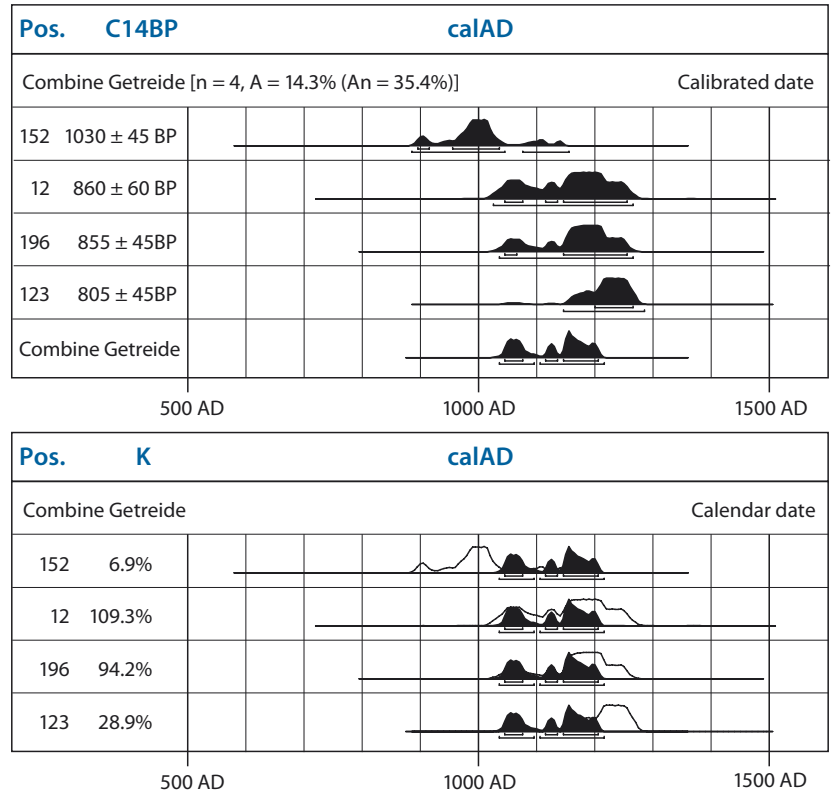 Pos. C14BP calAD
Combine Getreide [n = 4, A = 14.3% (An = 35.4%)] Calibrated date
152 1030 ± 45 BP
12 860 ± 60 BP
196 855 ± 45BP
123 805 ± 45BP
Combine Getreide
500 AD 1000 AD 1500 AD
Pos. K calAD
Combine Getreide Calendar date
152 6.9%
12 109.3%
196 94.2%
123 28.9%
500 AD 1000 AD 1500 AD